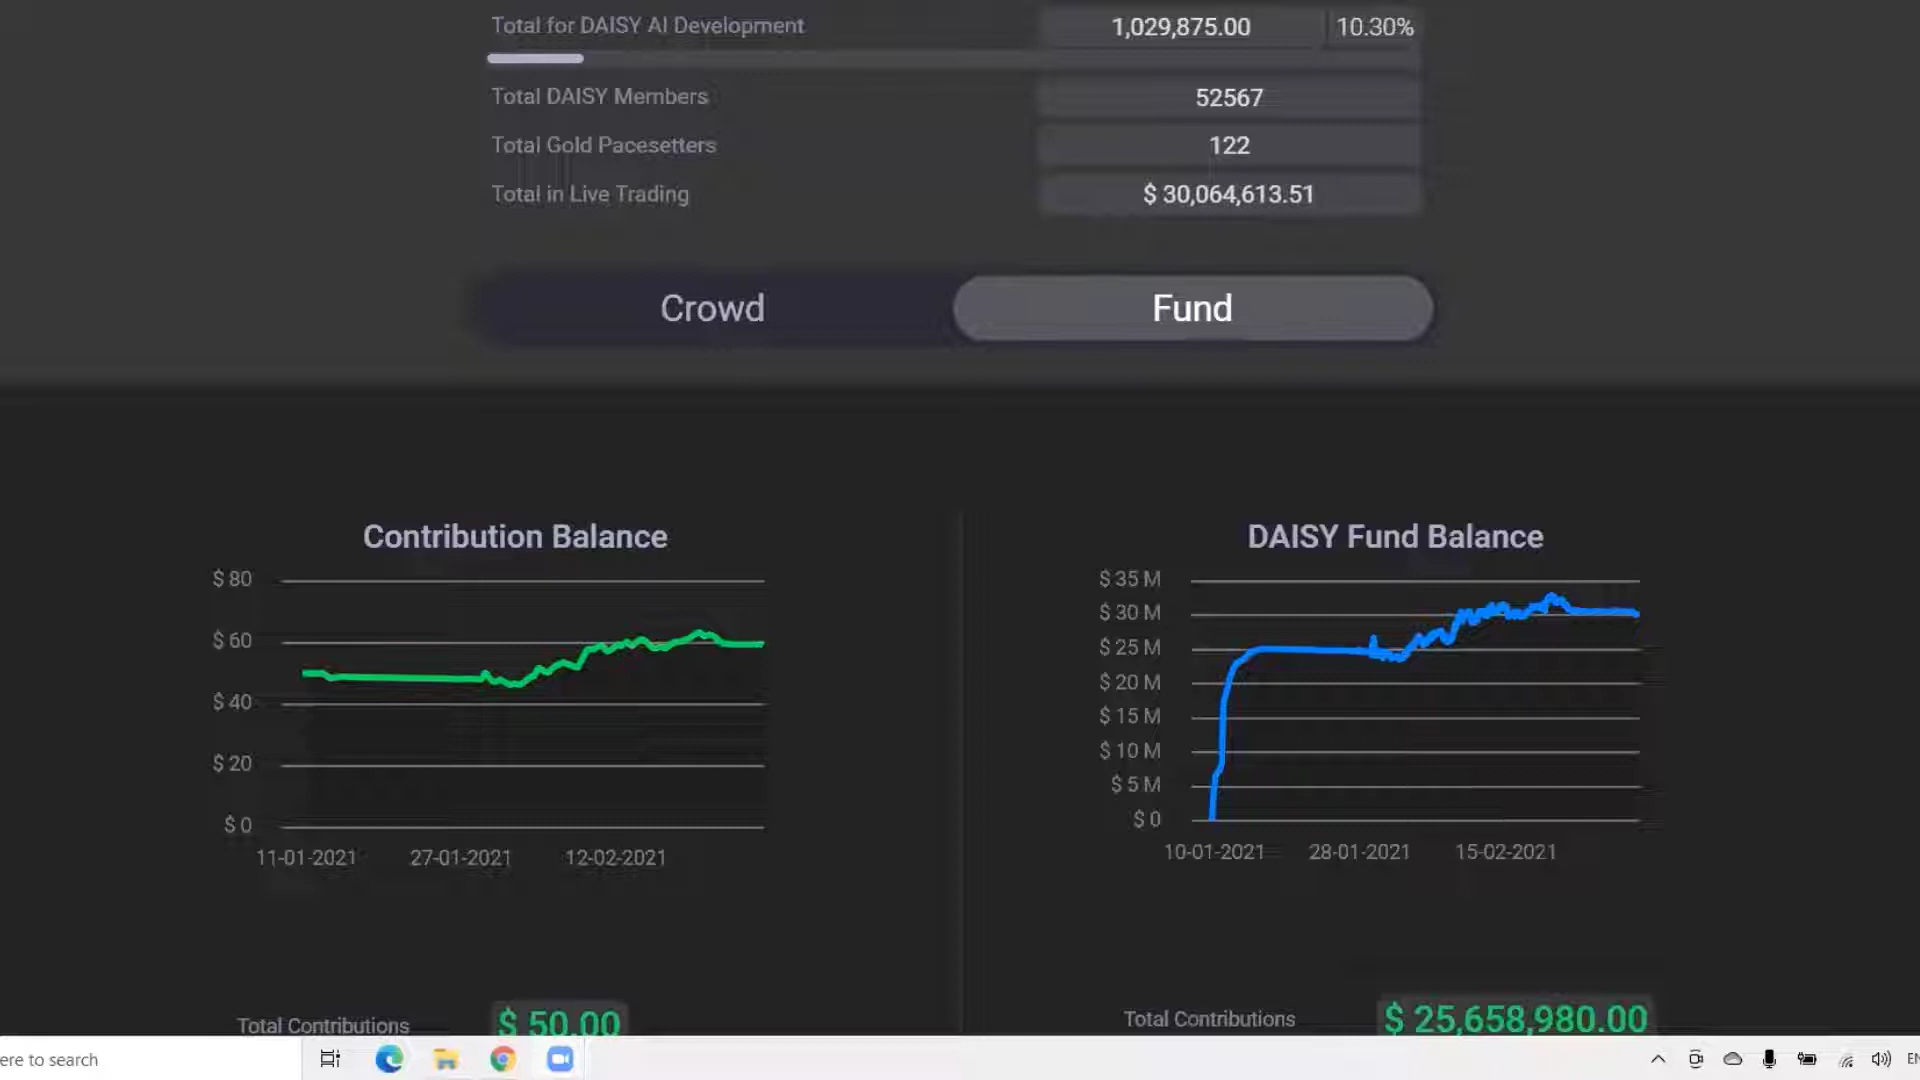 Total for DAISY AI Development 1,029,875.00 10.30%
Total DAISY Members 52567
Total Gold Pacesetters 122
Total in Live Trading $ 30,064,613.51
Crowd Fund
Contribution Balance
$ 80
$ 60
$ 40
$ 20
$ 0
11-01-2021 27-01-2021 12-02-2021
Total Contributions $ 50.00
DAISY Fund Balance
$ 35 M
$ 30 M
$ 25 M
$ 20 M
$ 15 M
$ 10 M
$ 5 M
$ 0
10-01-2021 28-01-2021 15-02-2021
Total Contributions $ 25,658,980.00
ere to search
EN